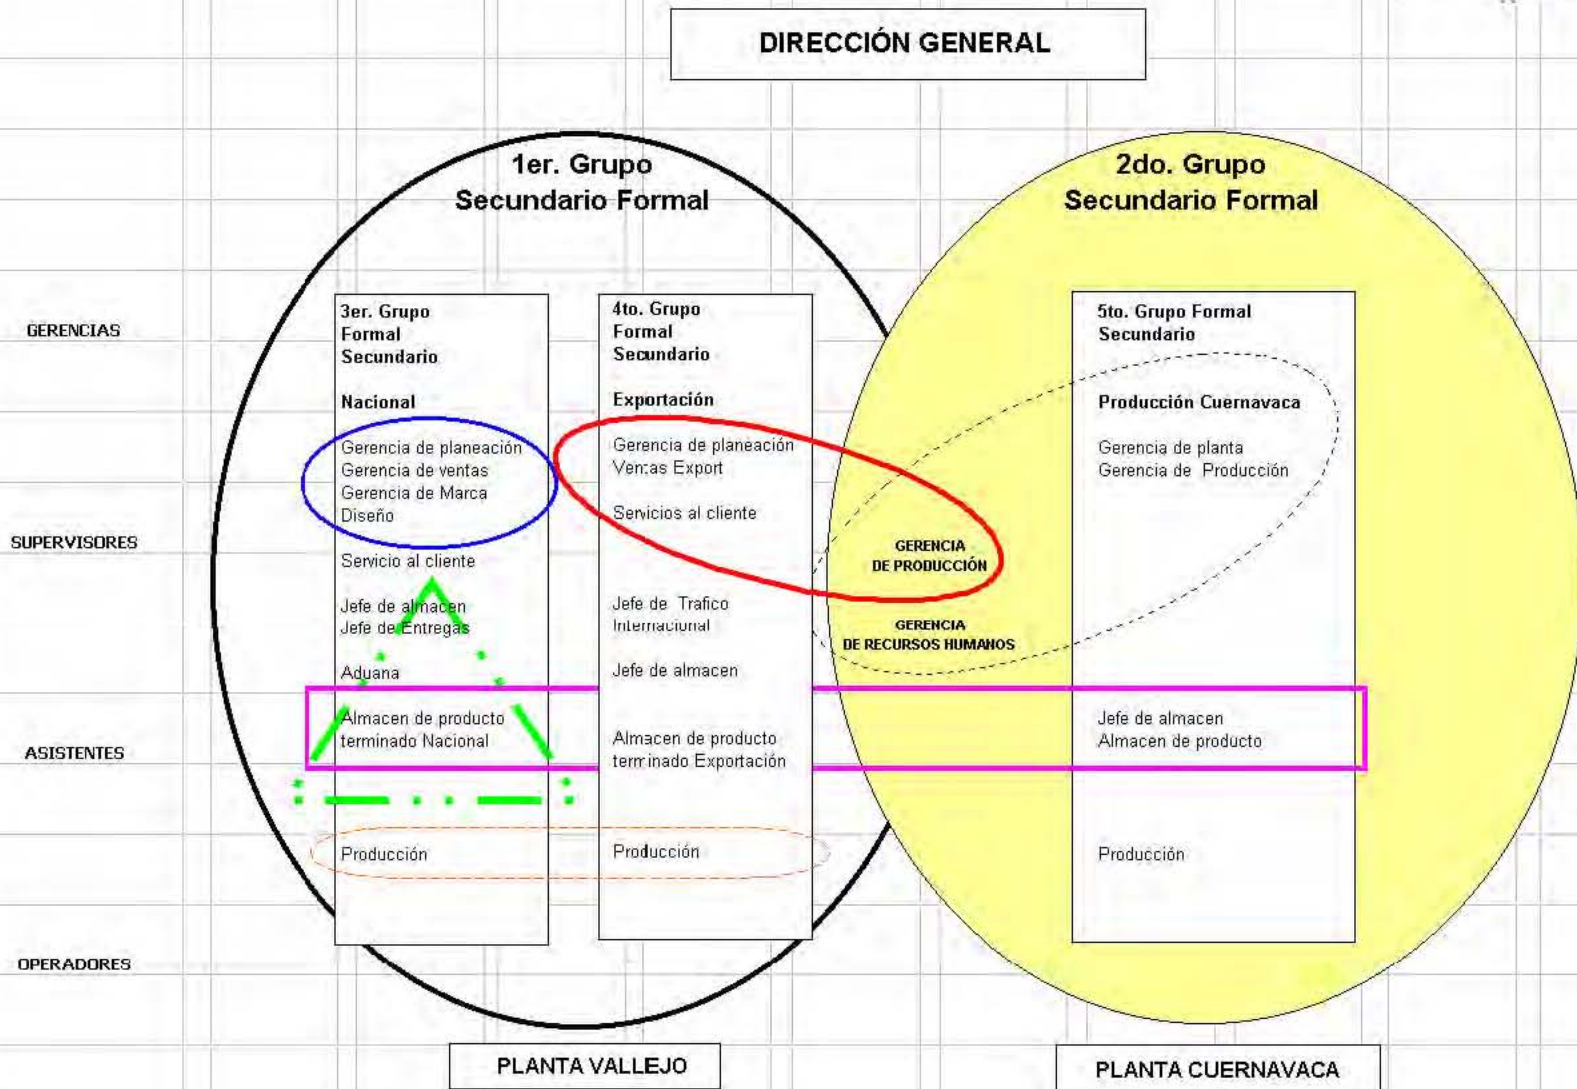 DIRECCIÓN GENERAL
1er. Grupo
Secundario Formal
2do. Grupo
Secundario Formal
GERENCIAS
SUPERVISORES
ASISTENTES
OPERADORES
3er. Grupo
Formal
Secundario
Nacional
Gerencia de planeación
Gerencia de ventas
Gerencia de Marca
Diseño
Servicio al cliente
Jefe de almacen
Jefe de Entregas
Aduana
Almacen de producto
terminado Nacional
Producción
4to. Grupo
Formal
Secundario
Exportación
Gerencia de planeación
Ventas Export
Servicios al cliente
Jefe de Trafico
Internacional
Jefe de almacen
Almacen de producto
terminado Exportación
Producción
GERENCIA
DE PRODUCCIÓN
GERENCIA
DE RECURSOS HUMANOS
5to. Grupo Formal
Secundario
Producción Cuernavaca
Gerencia de planta
Gerencia de Producción
Jefe de almacen
Almacen de producto
Producción
PLANTA VALLEJO
PLANTA CUERNAVACA